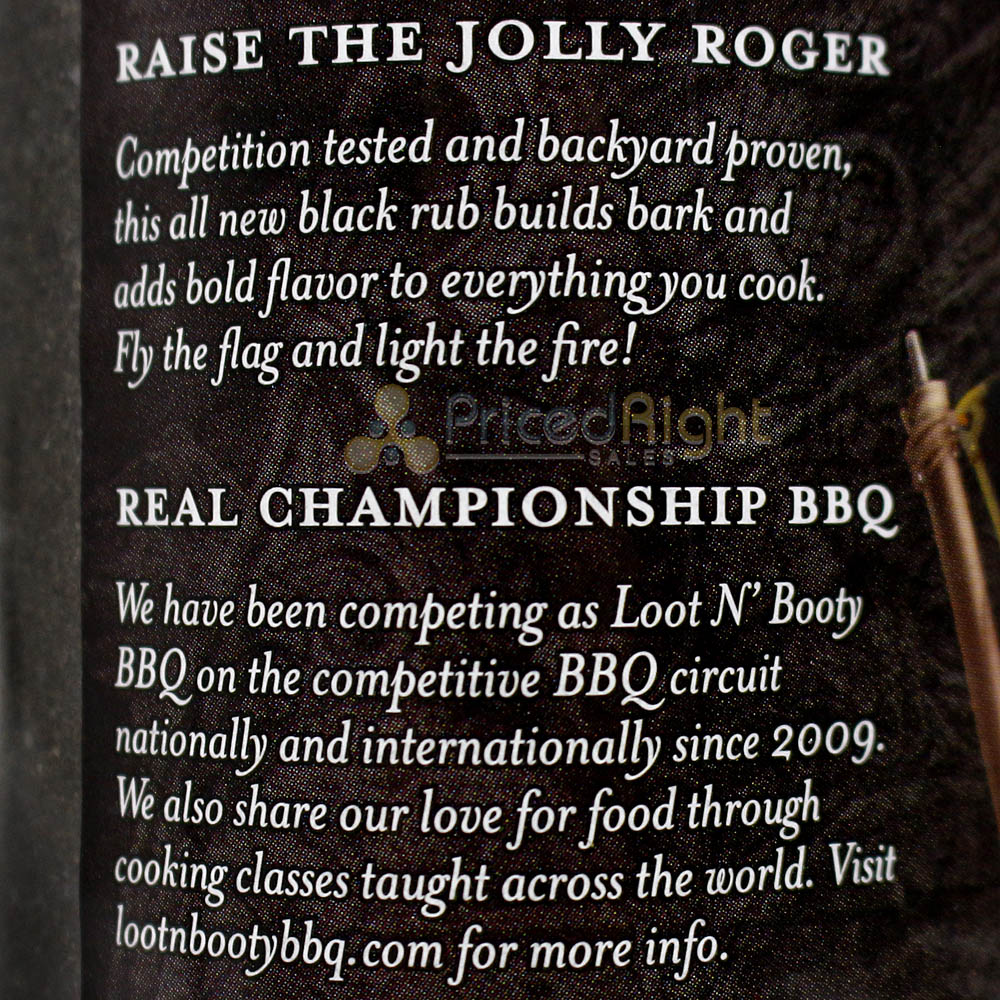 RAISE THE JOLLY ROGER
Competition tested and backyard proven,
this all new black rub builds bark and
adds bold flavor to everything you cook.
Fly the flag and light the fire!
PricedRight
SALES
REAL CHAMPIONSHIP BBQ
We have been competing as Loot N' Booty
BBQ on the competitive BBQ circuit
nationally and internationally since 2009.
We also share our love for food through
cooking classes taught across the world. Visit
lootnbootybbq.com for more info.